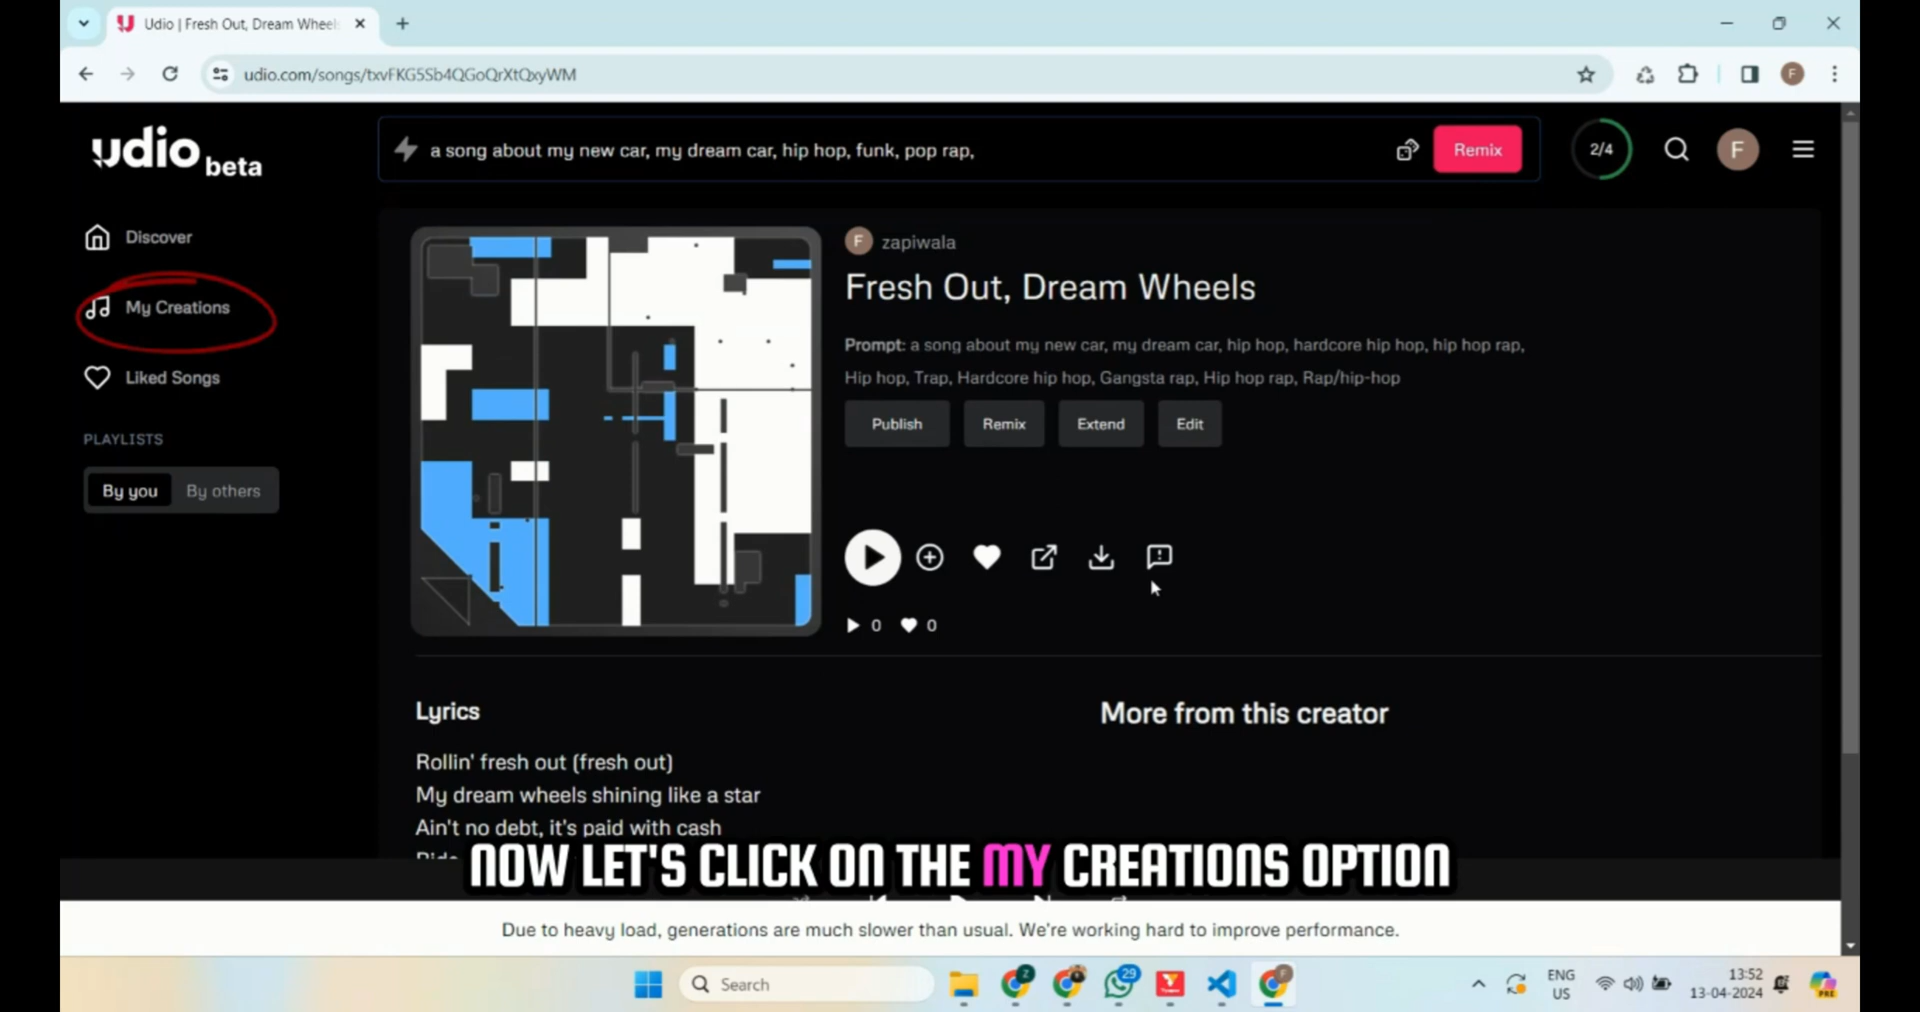 Udio | Fresh Out, Dream Wheels
udio.com/songs/txvFKG5Sb4QGoQrXtQxyWM
F
udio beta
a song about my new car, my dream car, hip hop, funk, pop rap,
Remix
2/4
F
Discover
My Creations
Liked Songs
PLAYLISTS
By you
By others
F
zapiwala
Fresh Out, Dream Wheels
Prompt: a song about my new car, my dream car, hip hop, hardcore hip hop, hip hop rap,
Hip hop, Trap, Hardcore hip hop, Gangsta rap, Hip hop rap, Rap/hip-hop
Publish
Remix
Extend
Edit
0
0
Lyrics
Rollin' fresh out (fresh out)
My dream wheels shining like a star
Ain't no debt, it's paid with cash
More from this creator
NOW LET'S CLICK ON THE MY CREATIONS OPTION
Due to heavy load, generations are much slower than usual. We're working hard to improve performance.
Search
Z
29
F
ENG
US
13:52
13-04-2024
PRE